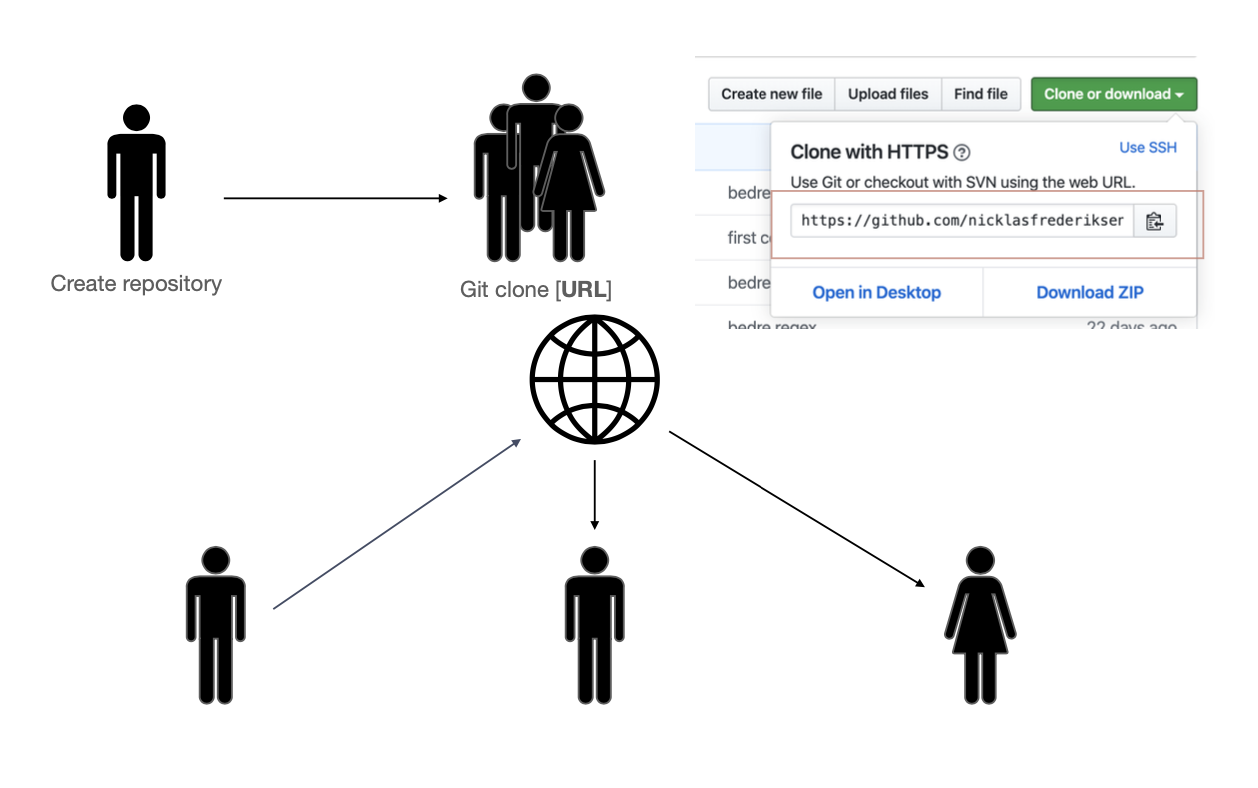 Create repository
Git clone [URL]
Create new file
Upload files
Find file
Clone or download
Clone with HTTPS
Use SSH
Use Git or checkout with SVN using the web URL.
bedre
https://github.com/nicklasfrederikser
first c
bedre
Open in Desktop
Download ZIP
bedre regex
22 days ago